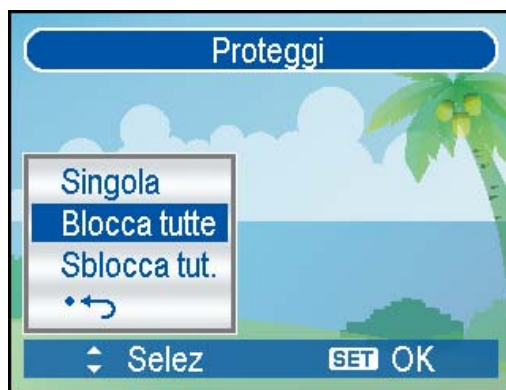 Proteggi
Singola
Blocca tutte
Sblocca tut.
Selez SET OK